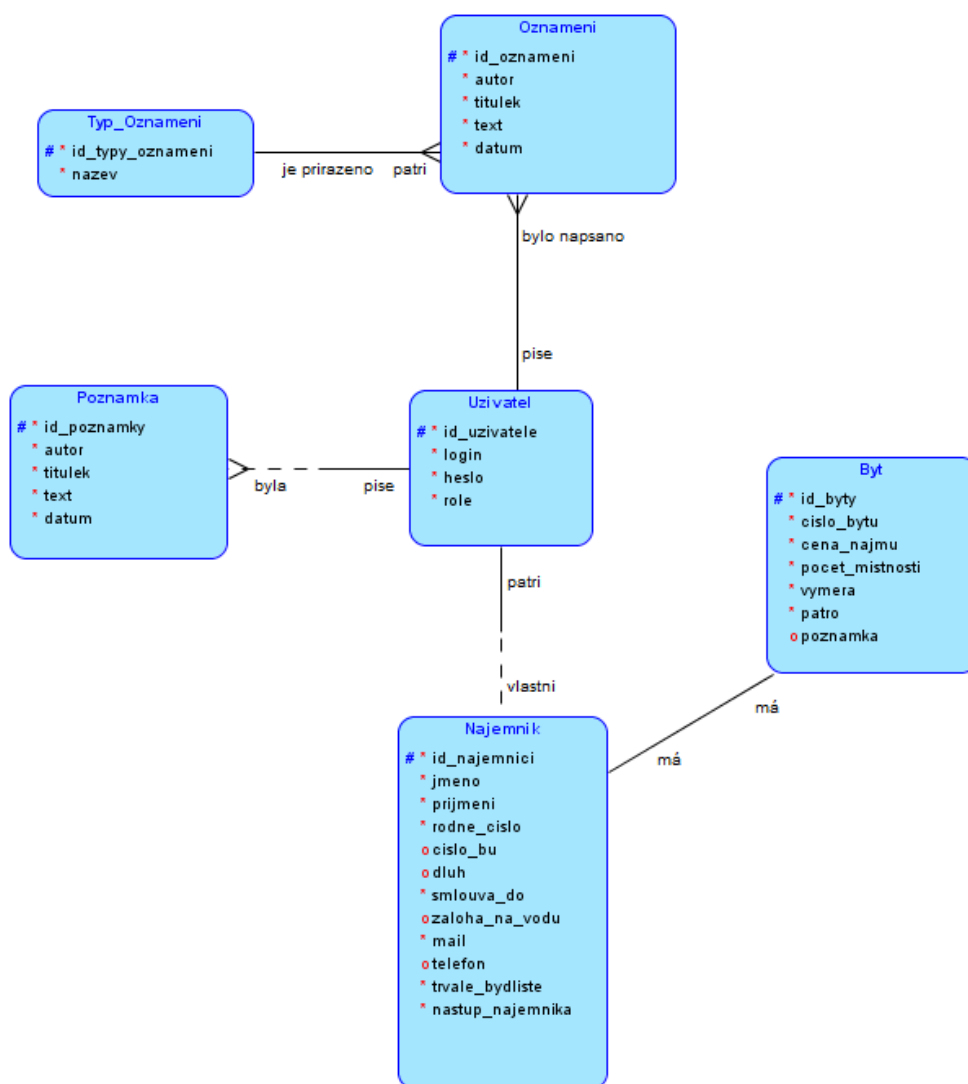 Oznameni
# * id_oznameni
* autor
* titulek
* text
* datum
Typ_Oznameni
# * id_typy_oznameni
* nazev
je prirazeno
patri
bylo napsano
pise
Poznamka
# * id_poznamky
* autor
* titulek
* text
* datum
byla
pise
Uzivatel
# * id_uzivatele
* login
* heslo
* role
Byt
# * id_byty
* cislo_bytu
* cena_najmu
* pocet_mistnosti
* vymera
* patro
o poznamka
patri
vlastni
má
má
Najemnik
# * id_najemnici
* jmeno
* prijmeni
* rodne_cislo
o cislo_bu
o dluh
* smlouva_do
o zaloha_na_vodu
* mail
o telefon
* trvale_bydliste
* nastup_najemnika